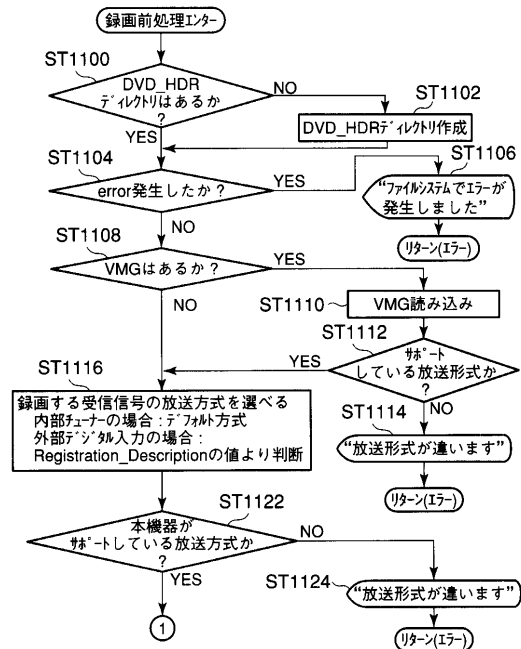 録画前処理エンター
ST1100
DVD_HDR
ディレクトリはあるか
?
NO
YES
ST1102
DVD_HDRディレクトリ作成
ST1104
error発生したか?
YES
NO
ST1106
“ファイルシステムでエラーが
発生しました”
リターン(エラー)
ST1108
VMGはあるか?
YES
NO
ST1110
VMG読み込み
ST1112
サポート
している放送形式か
?
YES
NO
ST1114
“放送形式が違います”
リターン(エラー)
ST1116
録画する受信信号の放送方式を選べる
内部チューナーの場合:デフォルト方式
外部デジタル入力の場合:
Registration_Descriptionの値より判断
ST1122
本機器が
サポートしている放送方式か
?
NO
YES
ST1124
“放送形式が違います”
リターン(エラー)
1